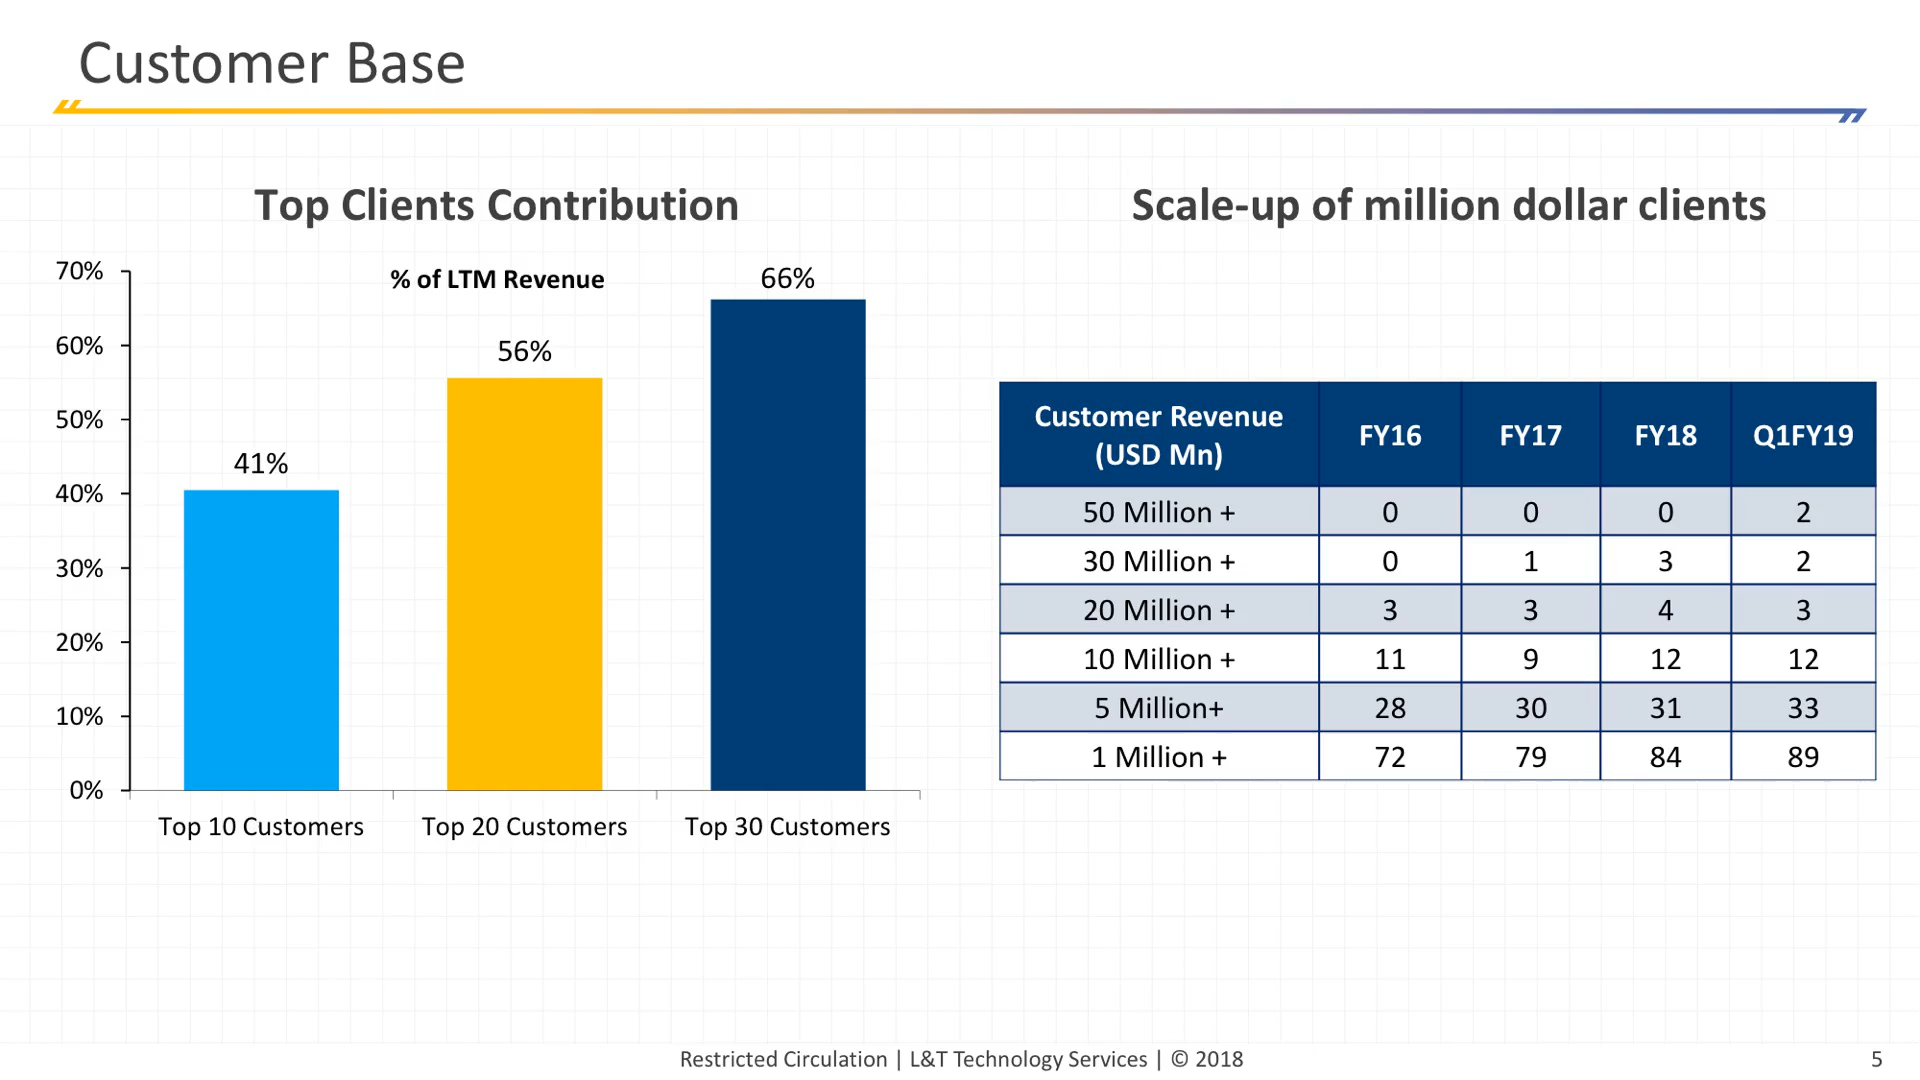 Customer Base
Top Clients Contribution
% of LTM Revenue
70%
60%
50%
40%
30%
20%
10%
0%
41%
56%
66%
Top 10 Customers
Top 20 Customers
Top 30 Customers
Scale-up of million dollar clients
Customer Revenue
(USD Mn)
FY16
FY17
FY18
Q1FY19
50 Million + 0 0 0 2
30 Million + 0 1 3 2
20 Million + 3 3 4 3
10 Million + 11 9 12 12
5 Million+ 28 30 31 33
1 Million + 72 79 84 89
Restricted Circulation | L&T Technology Services | © 2018
5